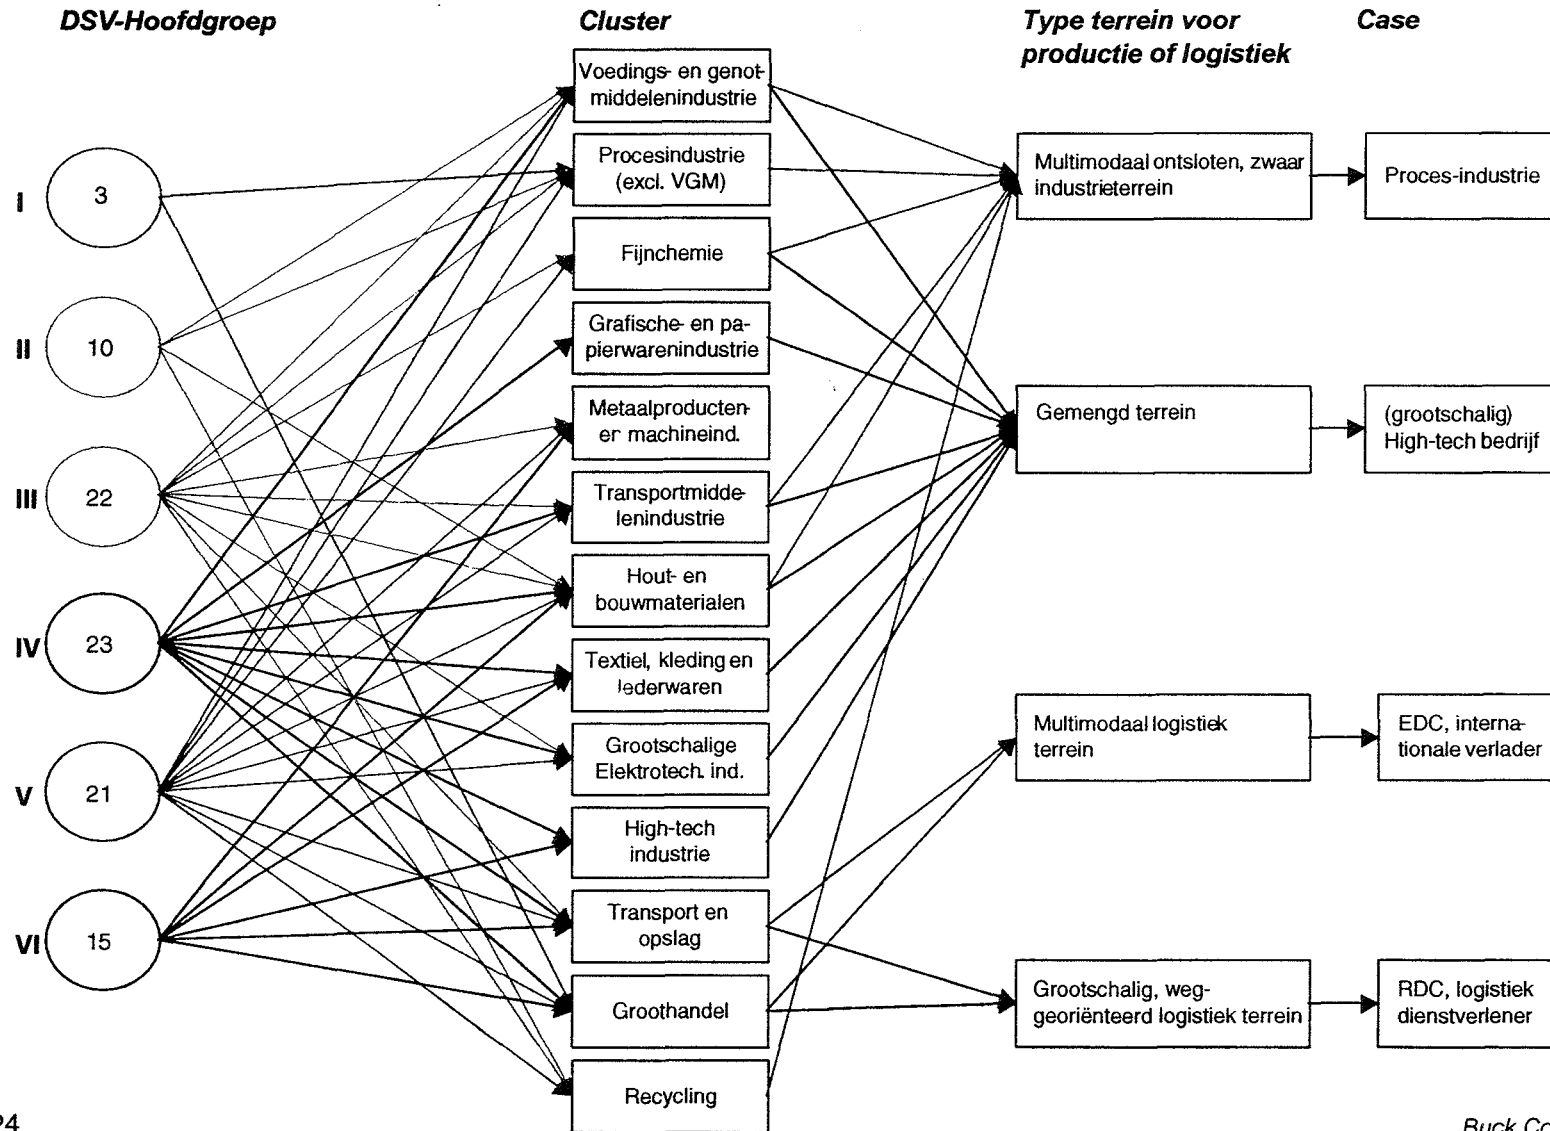 DSV-Hoofdgroep
Cluster
Type terrein voor
productie of logistiek
Case
I
3
II
10
III
22
IV
23
V
21
VI
15
Voedings- en genot-
middelenindustrie
Procesindustrie
(excl. VGM)
Fijnchemie
Grafische- en pa-
pierwarenindustrie
Metaalproducten-
en machineind.
Transportmidde-
lenindustrie
Hout- en
bouwmaterialen
Textiel, kleding en
lederwaren
Grootschalige
Elektrotech. ind.
High-tech
industrie
Transport en
opslag
Groothandel
Recycling
Multimodaal ontsloten, zwaar
industrieterrein
Gemengd terrein
Multimodaal logistiek
terrein
Grootschalig, weg-
georiënteerd logistiek terrein
Proces-industrie
(grootschalig)
High-tech bedrijf
EDC, interna-
tionale verlader
RDC, logistiek
dienstverlener
24
Buck Co